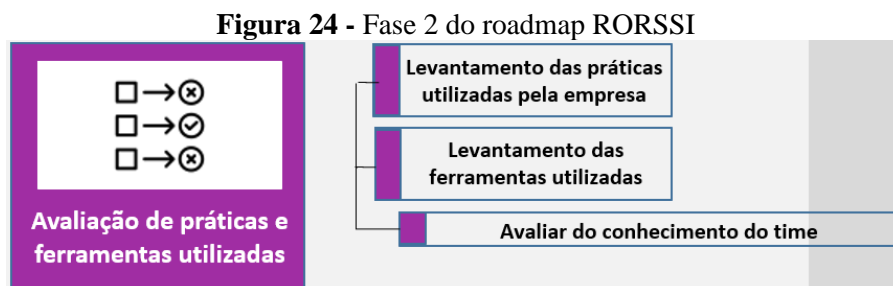 Figura 24 - Fase 2 do roadmap RORSSI
Levantamento das práticas
utilizadas pela empresa
Levantamento das
ferramentas utilizadas
Avaliação de práticas e
ferramentas utilizadas
Avaliar do conhecimento do time